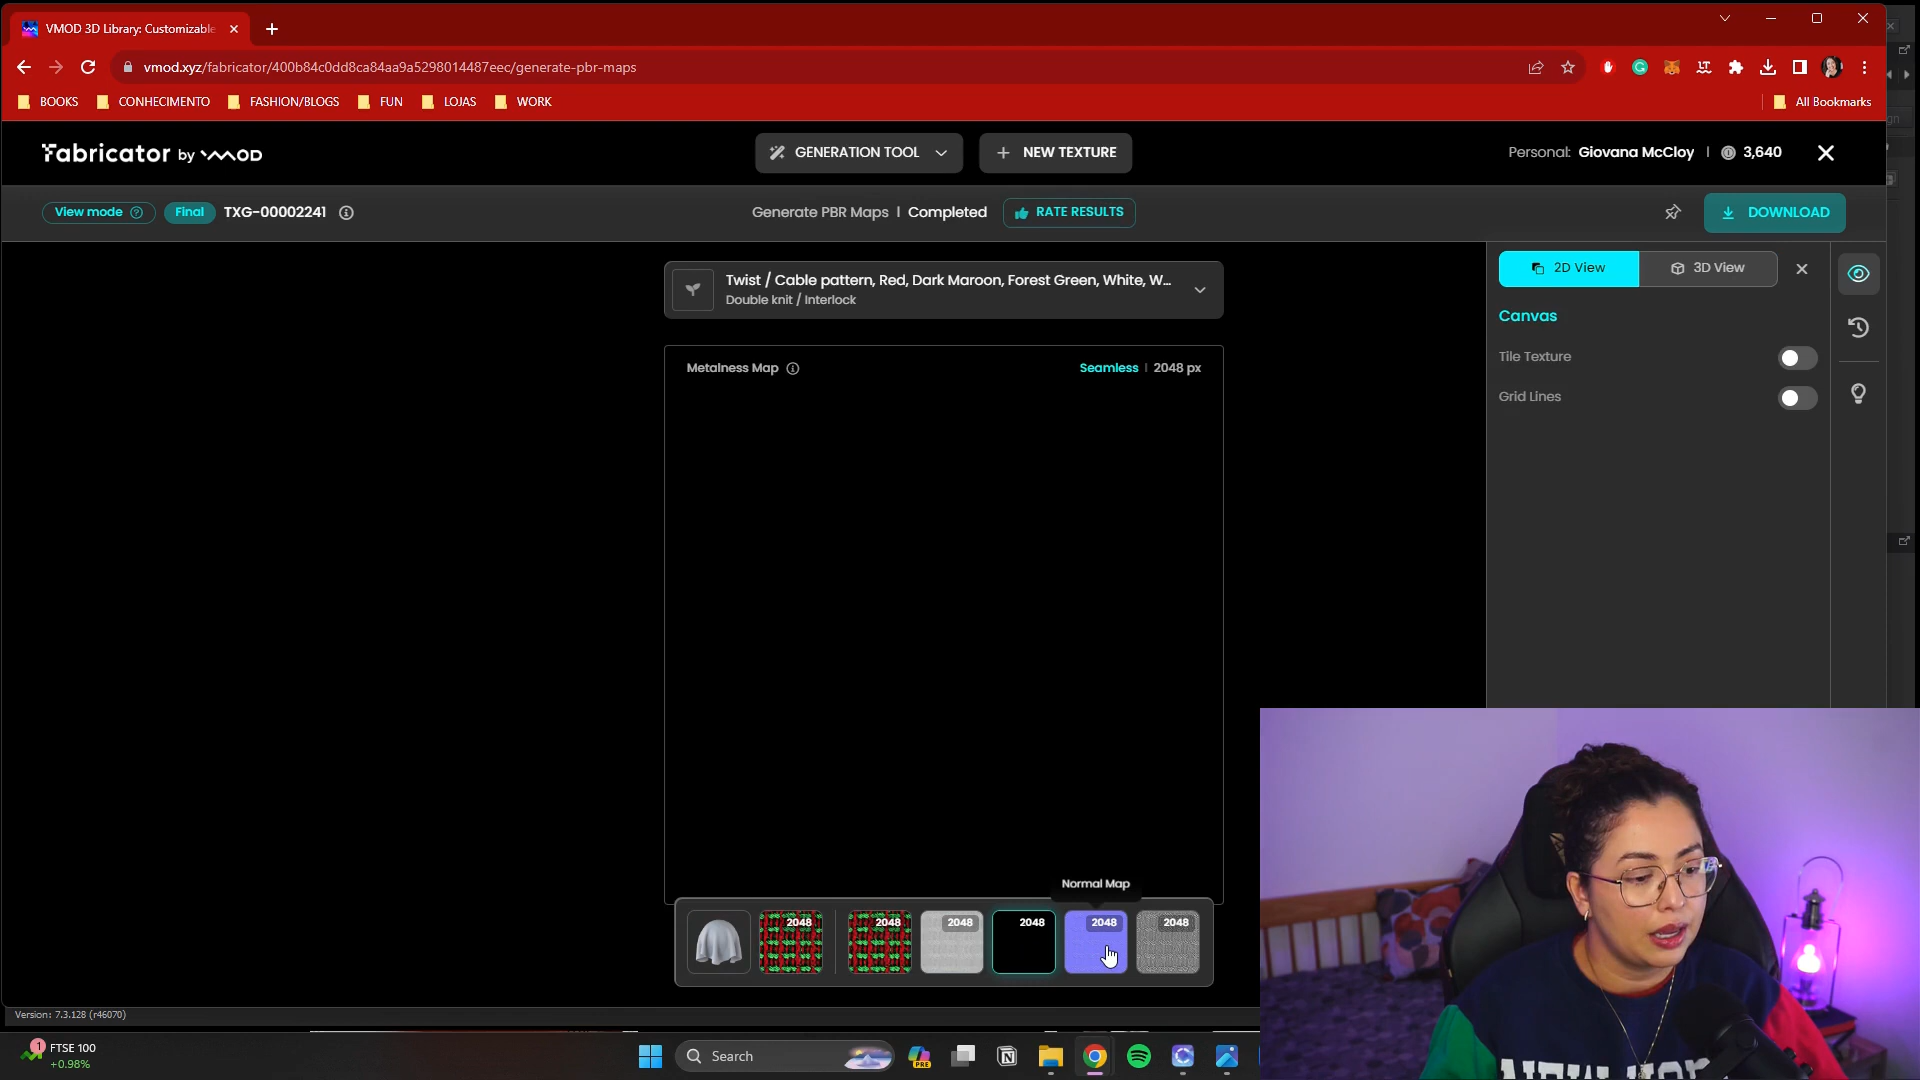 VMOD 3D Library: Customizable
vmod.xyz/fabricator/400b84c0dd8ca84aa9a5298014487eec/generate-pbr-maps
BOOKS CONHECIMENTO FASHION/BLOGS FUN LOJAS WORK All Bookmarks
Fabricator by VMOD
GENERATION TOOL
NEW TEXTURE
Personal: Giovana McCloy | 3,640
View mode Final TXG-00002241
Generate PBR Maps | Completed
RATE RESULTS
DOWNLOAD
Twist / Cable pattern, Red, Dark Maroon, Forest Green, White, W...
Double knit / Interlock
2D View
3D View
Canvas
Tile Texture
Grid Lines
Metalness Map
Seamless | 2048 px
Normal Map
2048 2048 2048 2048 2048 2048
Version: 7.3.128 (r46070)
1
FTSE 100
+0.98%
Search
PRE